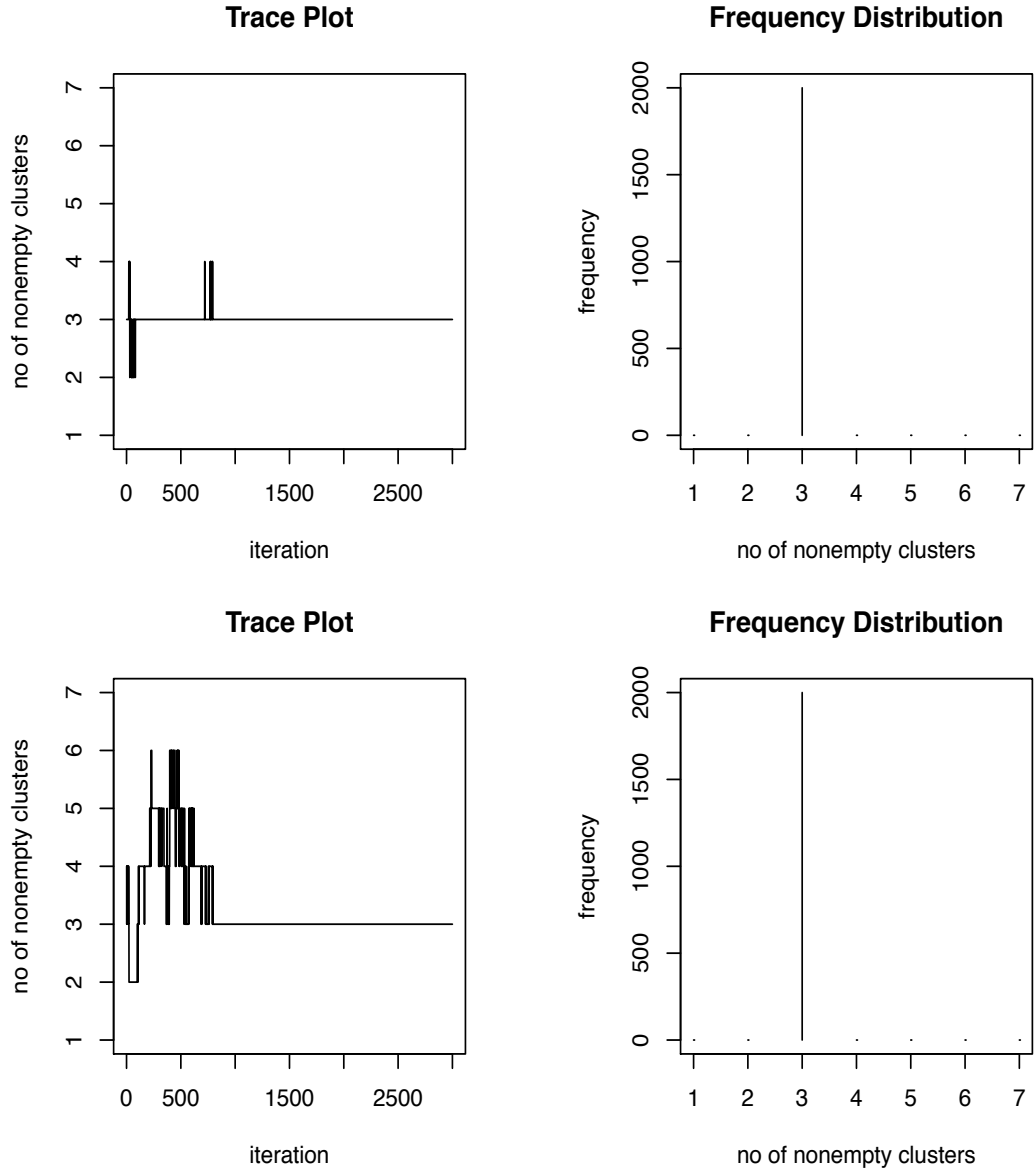 Trace Plot
no of nonempty clusters
7
6
5
4
3
2
1
0 500 1500 2500
iteration
Frequency Distribution
frequency
2000
1500
1000
500
0
1 2 3 4 5 6 7
no of nonempty clusters
Trace Plot
no of nonempty clusters
7
6
5
4
3
2
1
0 500 1500 2500
iteration
Frequency Distribution
frequency
2000
1500
1000
500
0
1 2 3 4 5 6 7
no of nonempty clusters